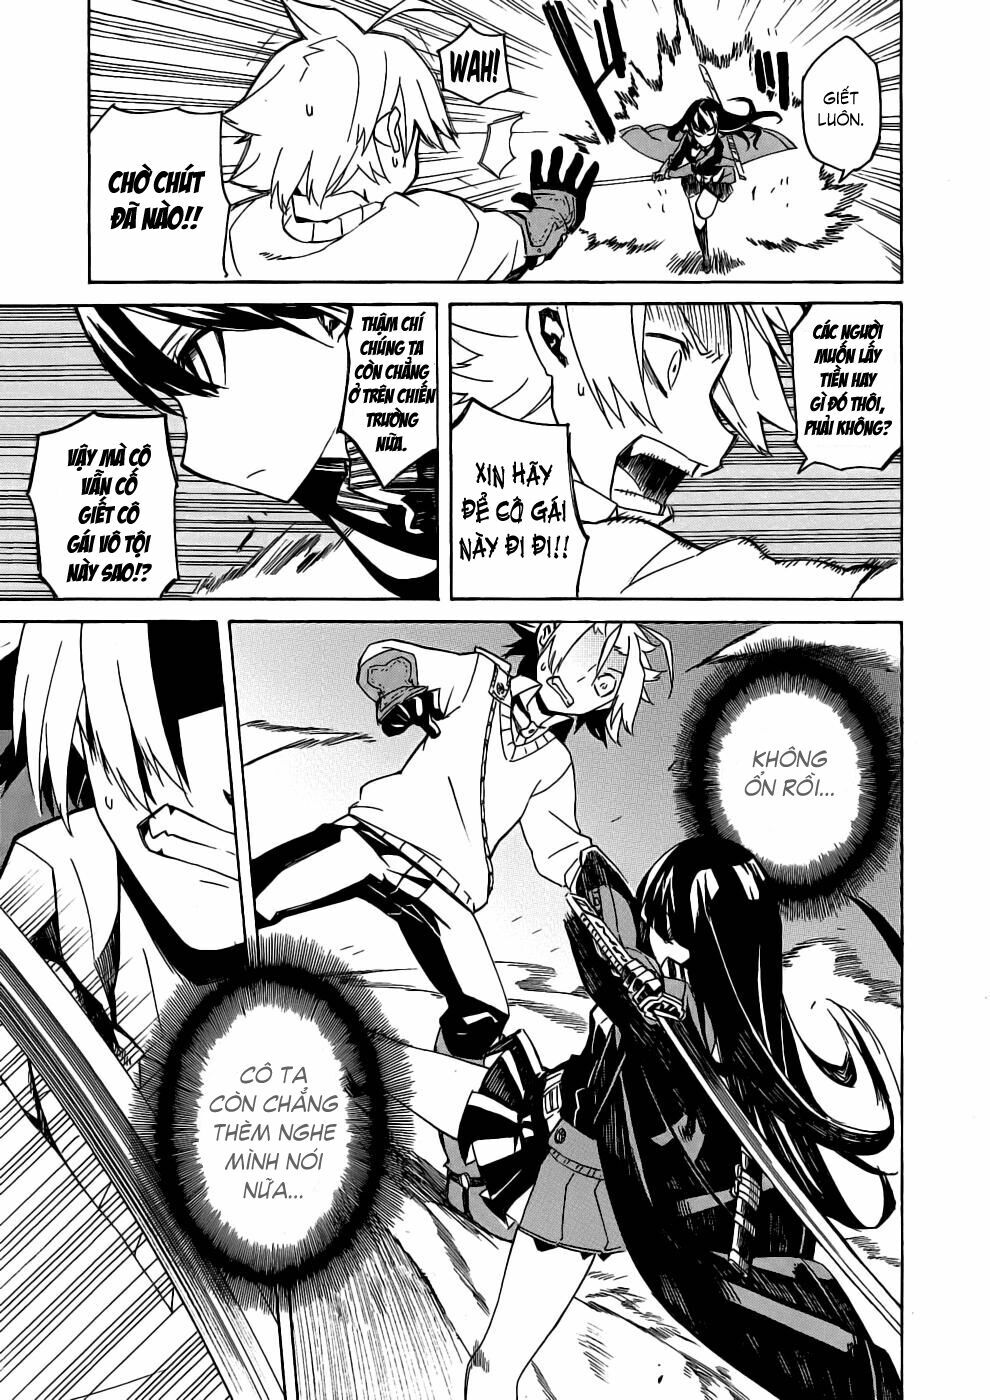 GIẾT
LUÔN.
WAH!
CHỜ CHÚT
ĐÃ NÀO!!
CÁC NGƯỜI
MUỐN LẤY
TIỀN HAY
GÌ ĐÓ THÔI,
PHẢI KHÔNG?
XIN HÃY
ĐỂ CÔ GÁI
NÀY ĐI ĐI!!
THẬM CHÍ
CHÚNG TA
CÒN CHẲNG
Ở TRÊN CHIẾN
TRƯỜNG
NỮA.
VẬY MÀ CÔ
VẪN CỐ
GIẾT CÔ
GÁI VÔ TỘI
NÀY SAO!?
KHÔNG
ỔN RỒI...
CÔ TA
CÒN CHẲNG
THÈM NGHE
MÌNH NÓI
NỮA...